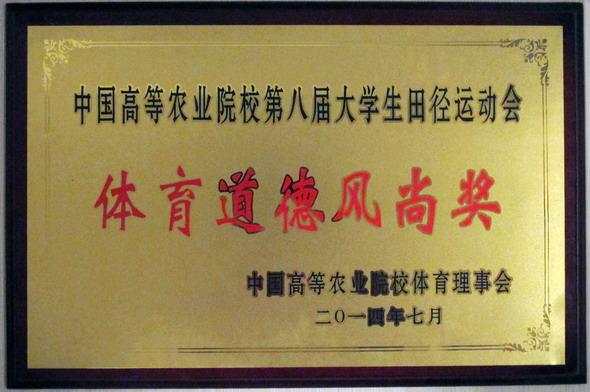 中国高等农业院校第八届大学生田径运动会
体育道德风尚奖
中国高等农业院校体育理事会
二〇一四年七月